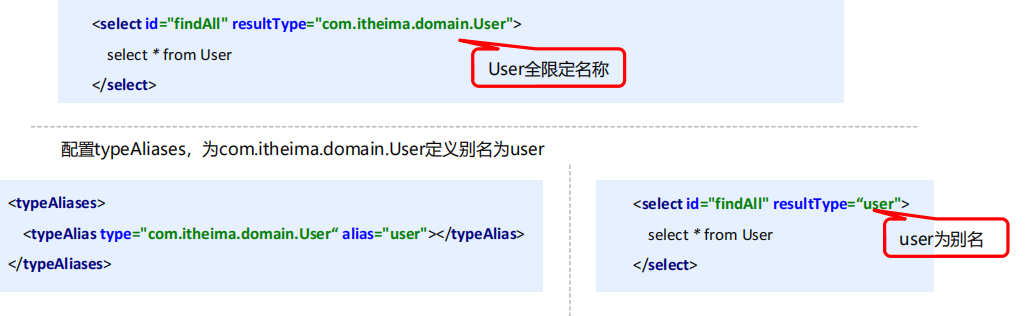 <select id="findAll" resultType="com.itheima.domain.User">
select * from User
</select>
User全限定名称
配置typeAliases，为com.itheima.domain.User定义别名为user
<typeAliases>
<typeAlias type="com.itheima.domain.User“ alias="user"></typeAlias>
</typeAliases>
<select id="findAll" resultType=“user">
select * from User
</select>
user为别名